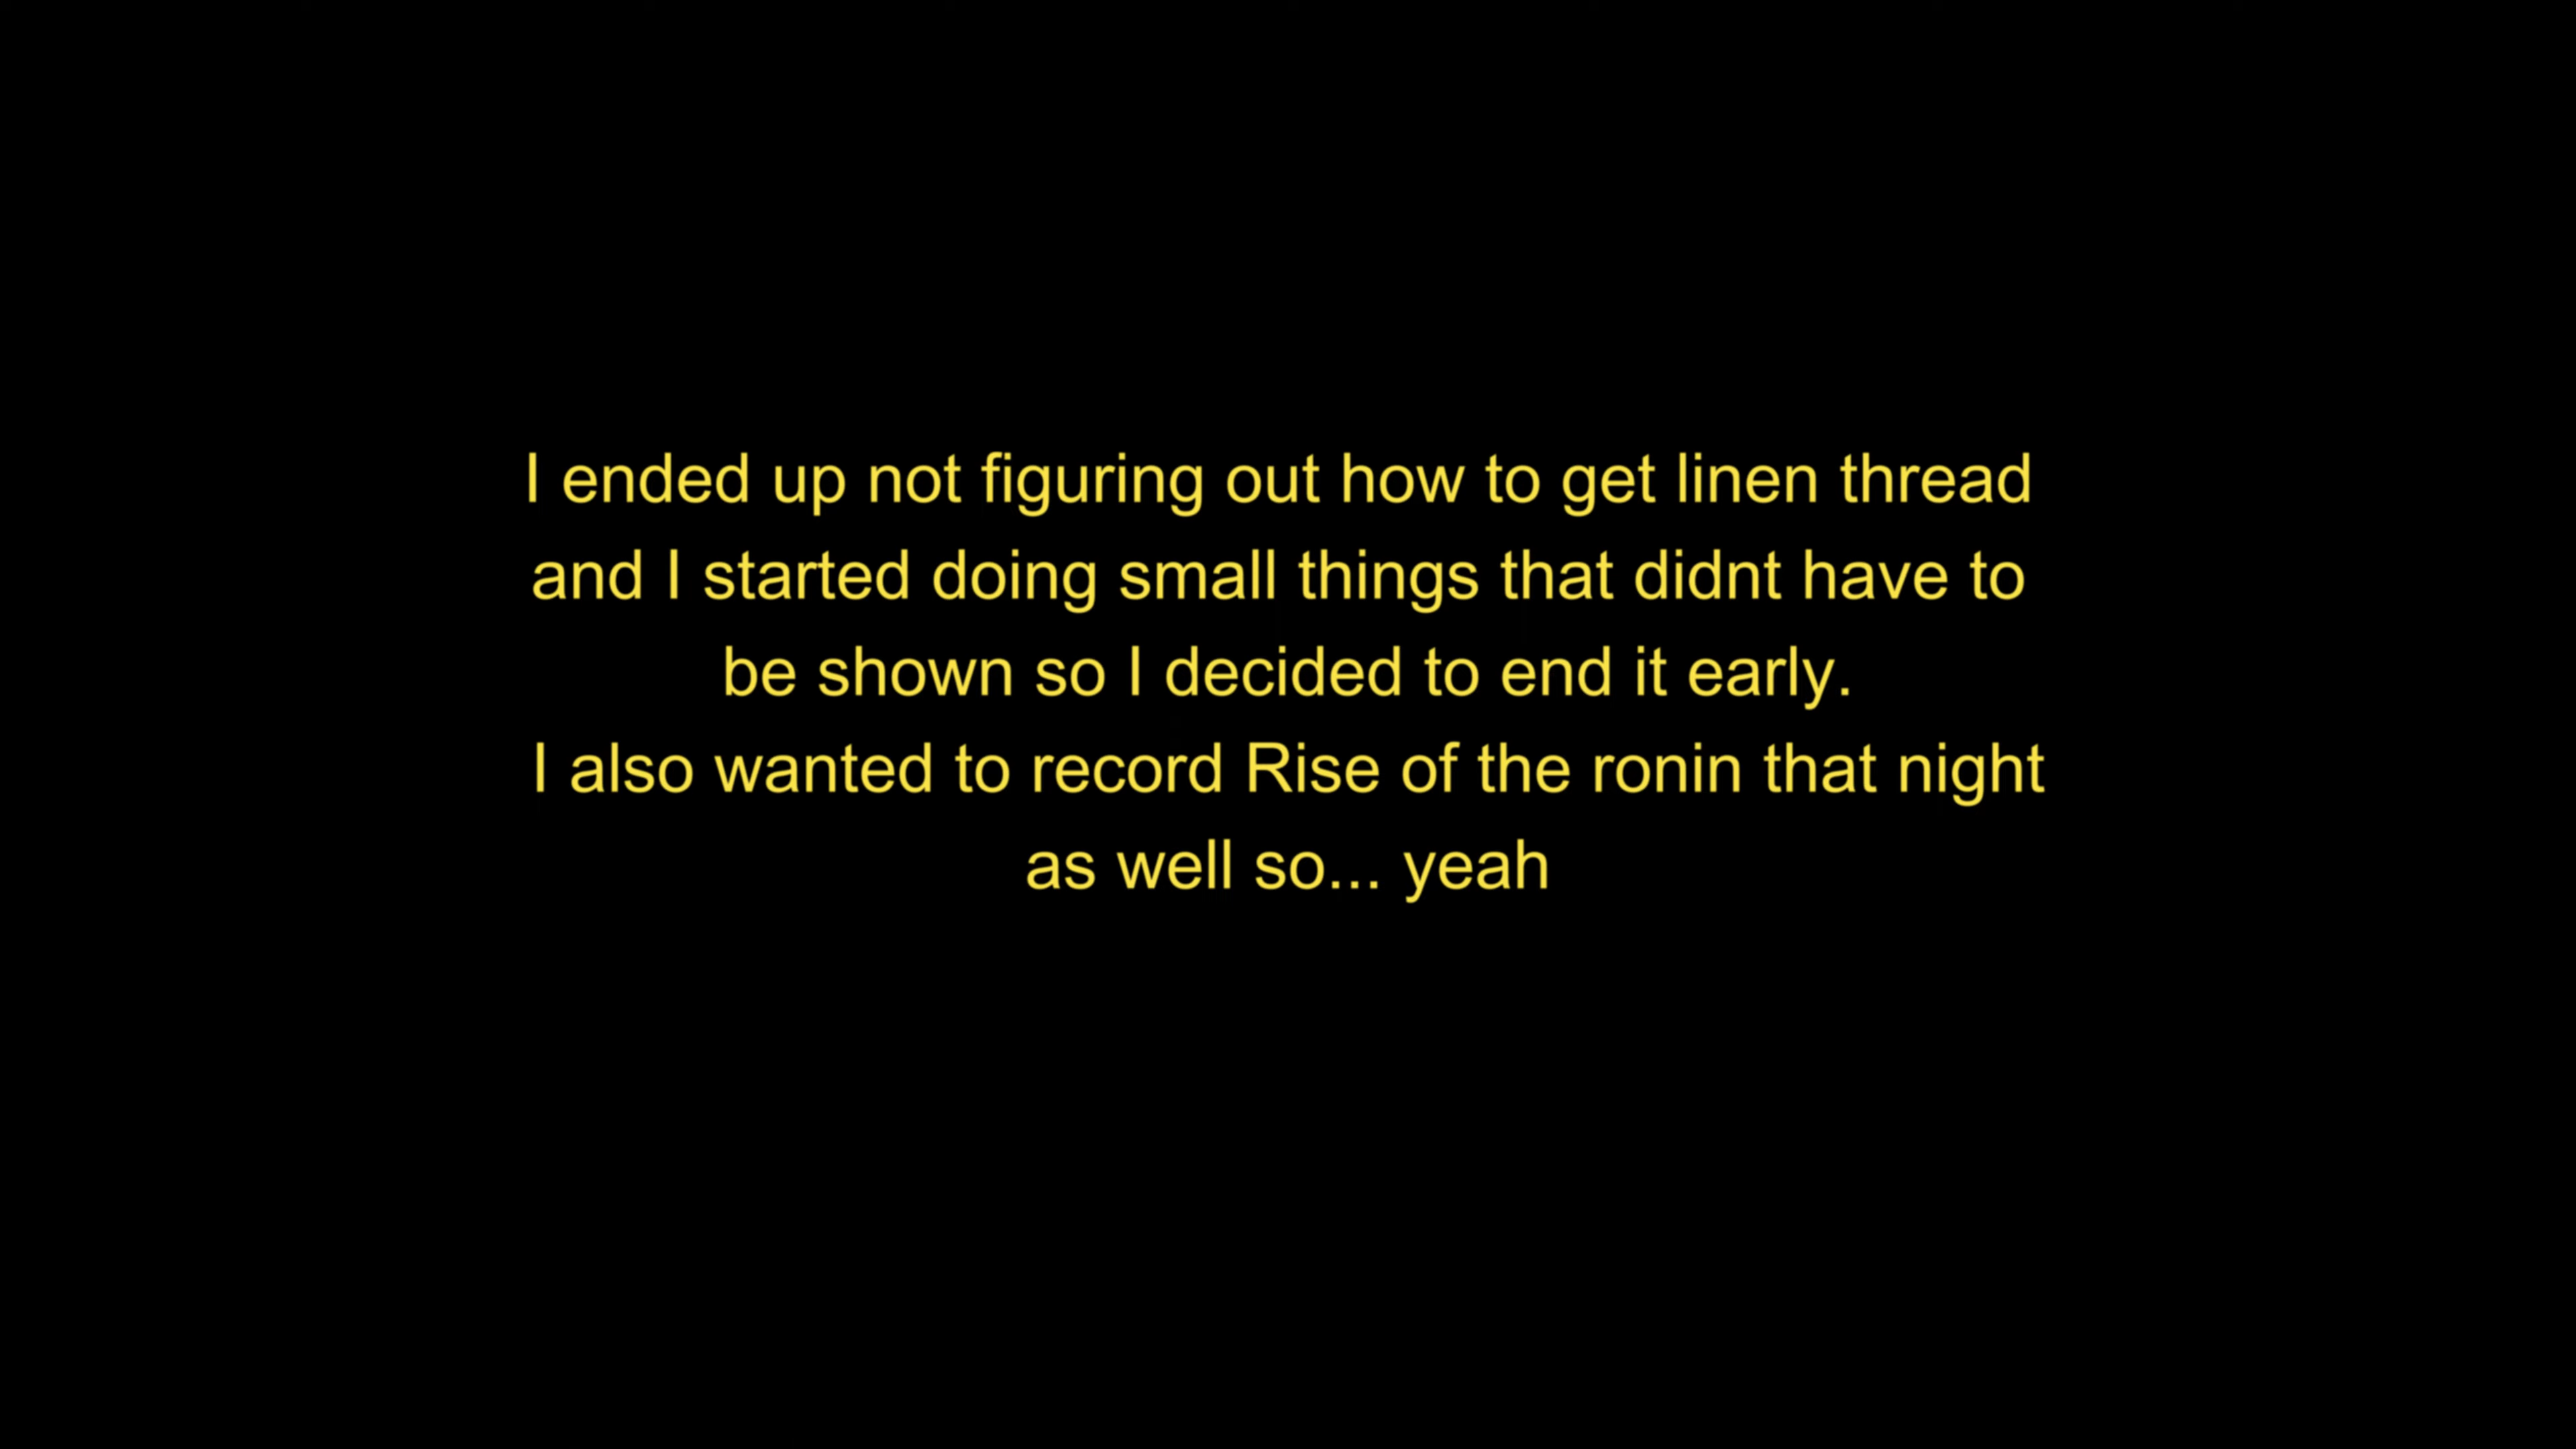 I ended up not figuring out how to get linen thread
and I started doing small things that didnt have to
be shown so I decided to end it early.
I also wanted to record Rise of the ronin that night
as well so... yeah